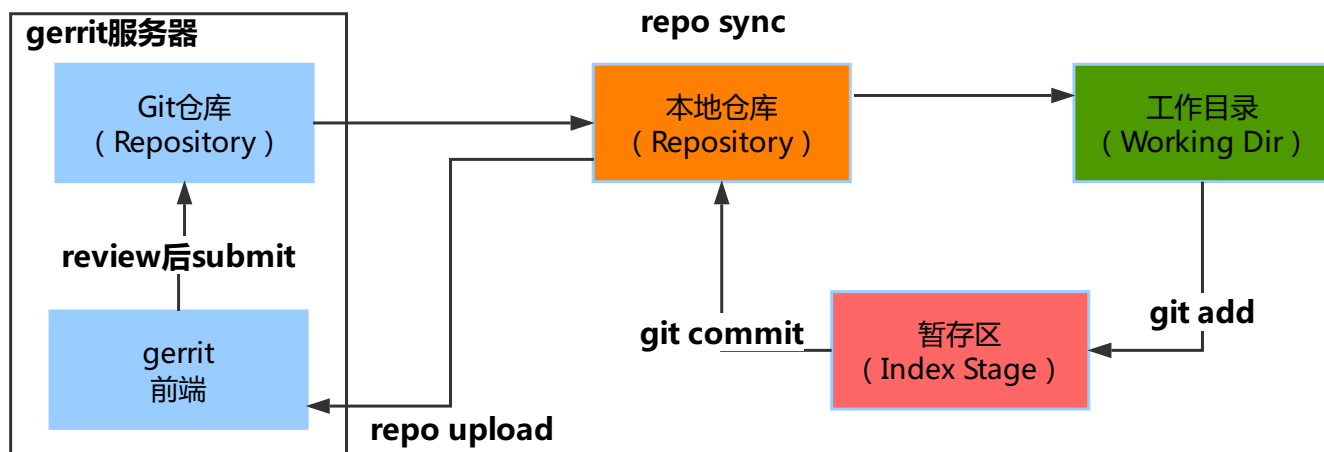 gerrit服务器
repo sync
Git仓库
（Repository）
本地仓库
（Repository）
工作目录
（Working Dir）
review后submit
git add
git commit
暂存区
（Index Stage）
gerrit
前端
repo upload